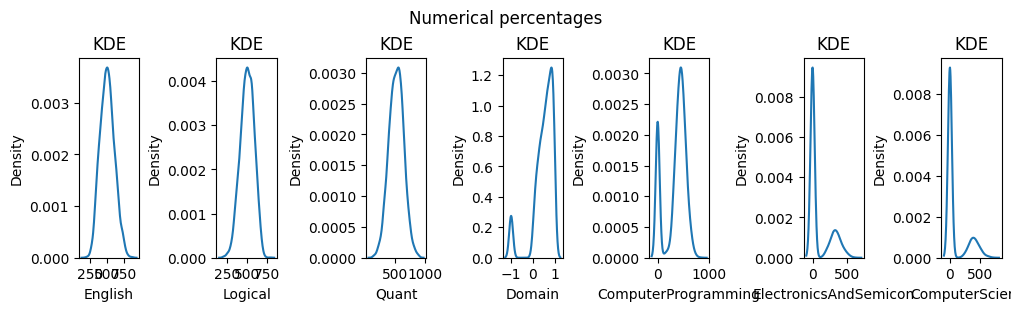 Numerical percentages
KDE KDE KDE KDE KDE KDE KDE
Density
0.003
0.002
0.001
0.000
250 500 750
English
Density
0.004
0.003
0.002
0.001
0.000
250 500 750
Logical
Density
0.0030
0.0025
0.0020
0.0015
0.0010
0.0005
0.0000
500 1000
Quant
Density
1.2
1.0
0.8
0.6
0.4
0.2
0.0
−1 0 1
Domain
Density
0.0030
0.0025
0.0020
0.0015
0.0010
0.0005
0.0000
0 1000
ComputerProgramming
Density
0.008
0.006
0.004
0.002
0.000
0 500
ElectronicsAndSemicon
Density
0.008
0.006
0.004
0.002
0.000
0 500
ComputerScien